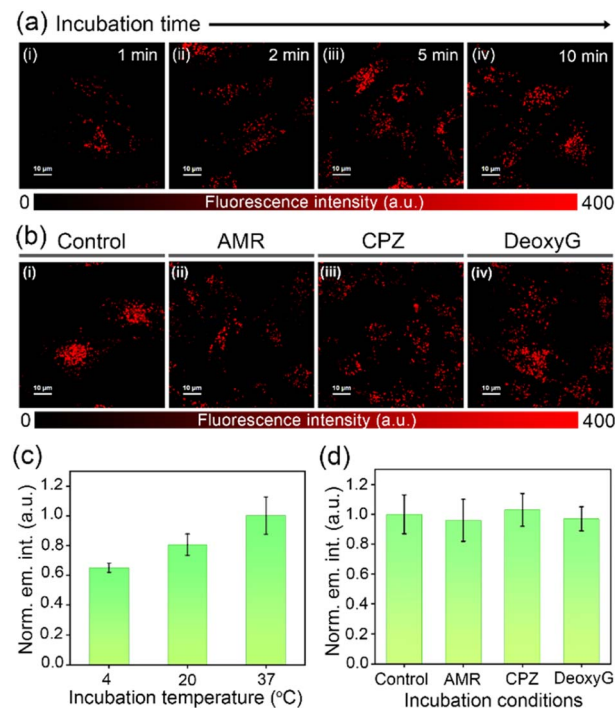 (a) Incubation time
(i) 1 min (ii) 2 min (iii) 5 min (iv) 10 min
10 µm 10 µm 10 µm 10 µm
0 Fluorescence intensity (a.u.) 400
(b) Control AMR CPZ DeoxyG
(i) (ii) (iii) (iv)
10 µm 10 µm 10 µm 10 µm
0 Fluorescence intensity (a.u.) 400
(c)
Norm. em. int. (a.u.)
1.2
1.0
0.8
0.6
0.4
0.2
0.0
4 20 37
Incubation temperature (°C)
(d)
Norm. em. int. (a.u.)
1.2
1.0
0.8
0.6
0.4
0.2
0.0
Control AMR CPZ DeoxyG
Incubation conditions